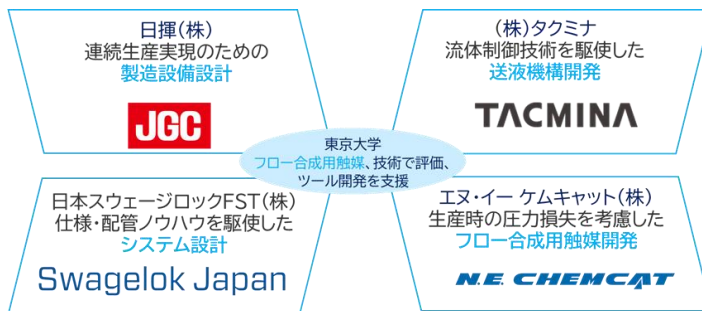 日揮(株)
連続生産実現のための
製造設備設計
JGC
(株)タクミナ
流体制御技術を駆使した
送液機構開発
TACMINA
東京大学
フロー合成用触媒、技術で評価、
ツール開発を支援
日本スウェージロックFST(株)
仕様・配管ノウハウを駆使した
システム設計
Swagelok Japan
エヌ・イー ケムキャット(株)
生産時の圧力損失を考慮した
フロー合成用触媒開発
N.E. CHEMCAT